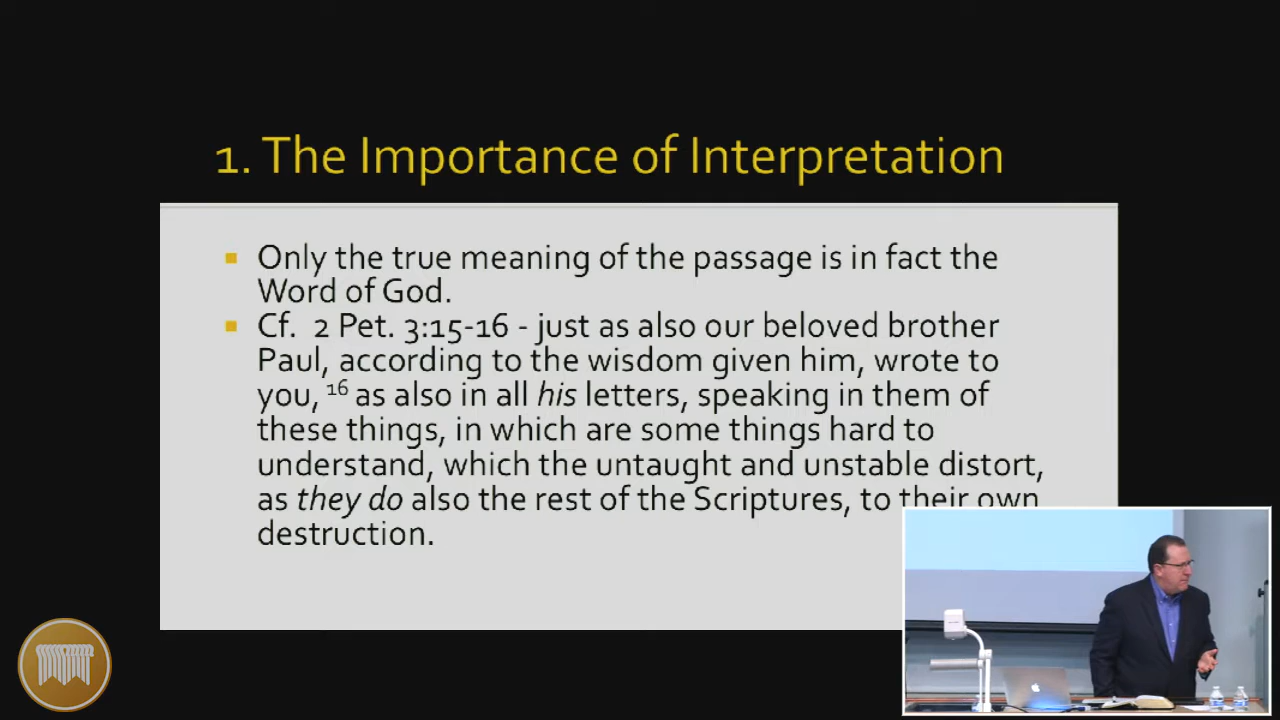 1. The Importance of Interpretation
Only the true meaning of the passage is in fact the
Word of God.
Cf. 2 Pet. 3:15-16 - just as also our beloved brother
Paul, according to the wisdom given him, wrote to
you, 16 as also in all his letters, speaking in them of
these things, in which are some things hard to
understand, which the untaught and unstable distort,
as they do also the rest of the Scriptures, to their own
destruction.